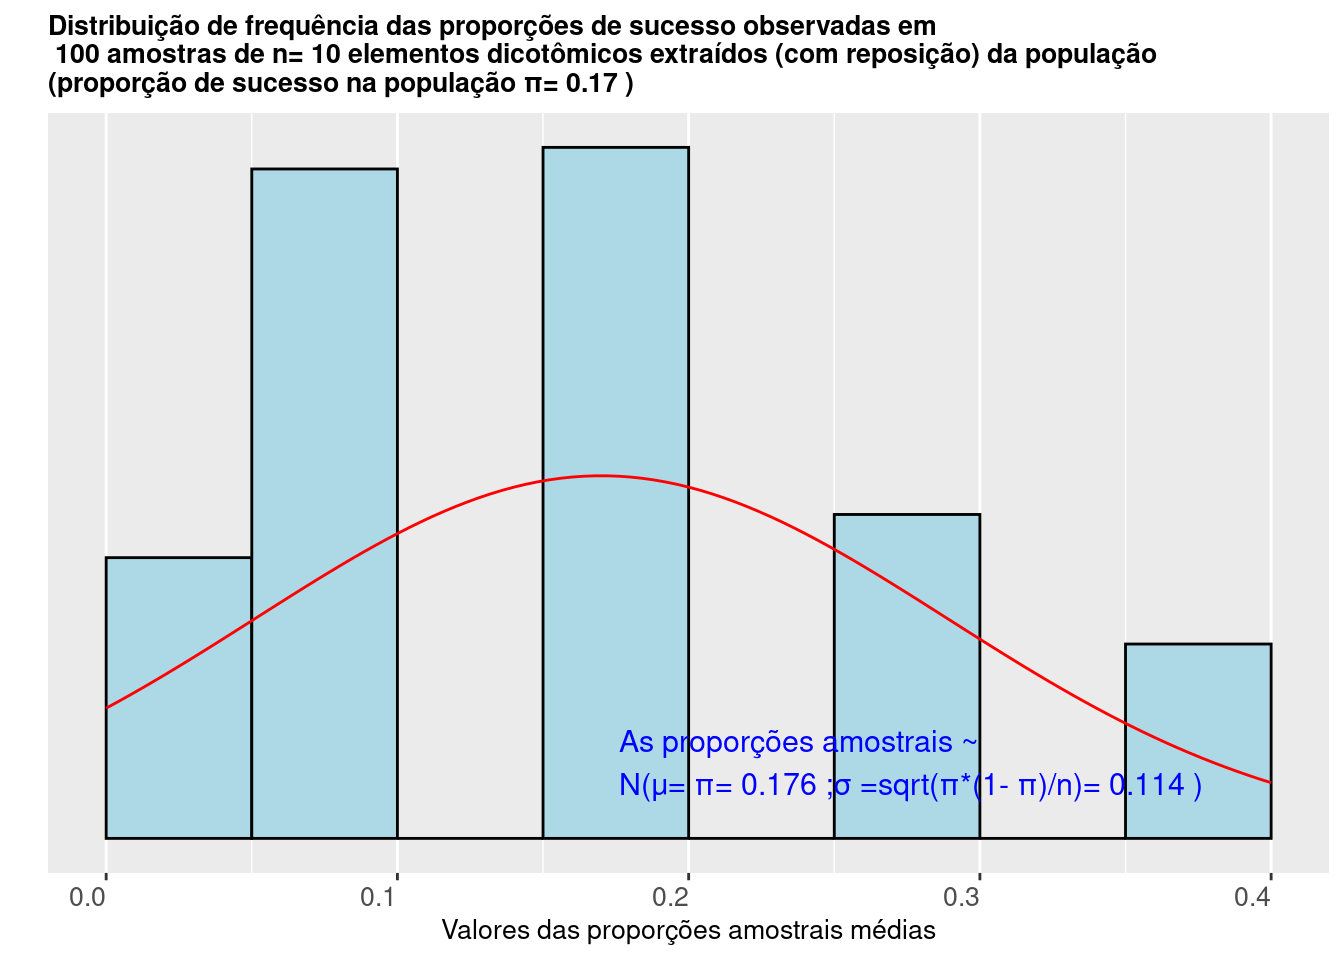 Distribuição de frequência das proporções de sucesso observadas em
100 amostras de n= 10 elementos dicotômicos extraídos (com reposição) da população
(proporção de sucesso na população π= 0.17 )
As proporções amostrais ~
N(μ= π= 0.176 ;σ =sqrt(π*(1- π)/n)= 0.114 )
0.0 0.1 0.2 0.3 0.4
Valores das proporções amostrais médias